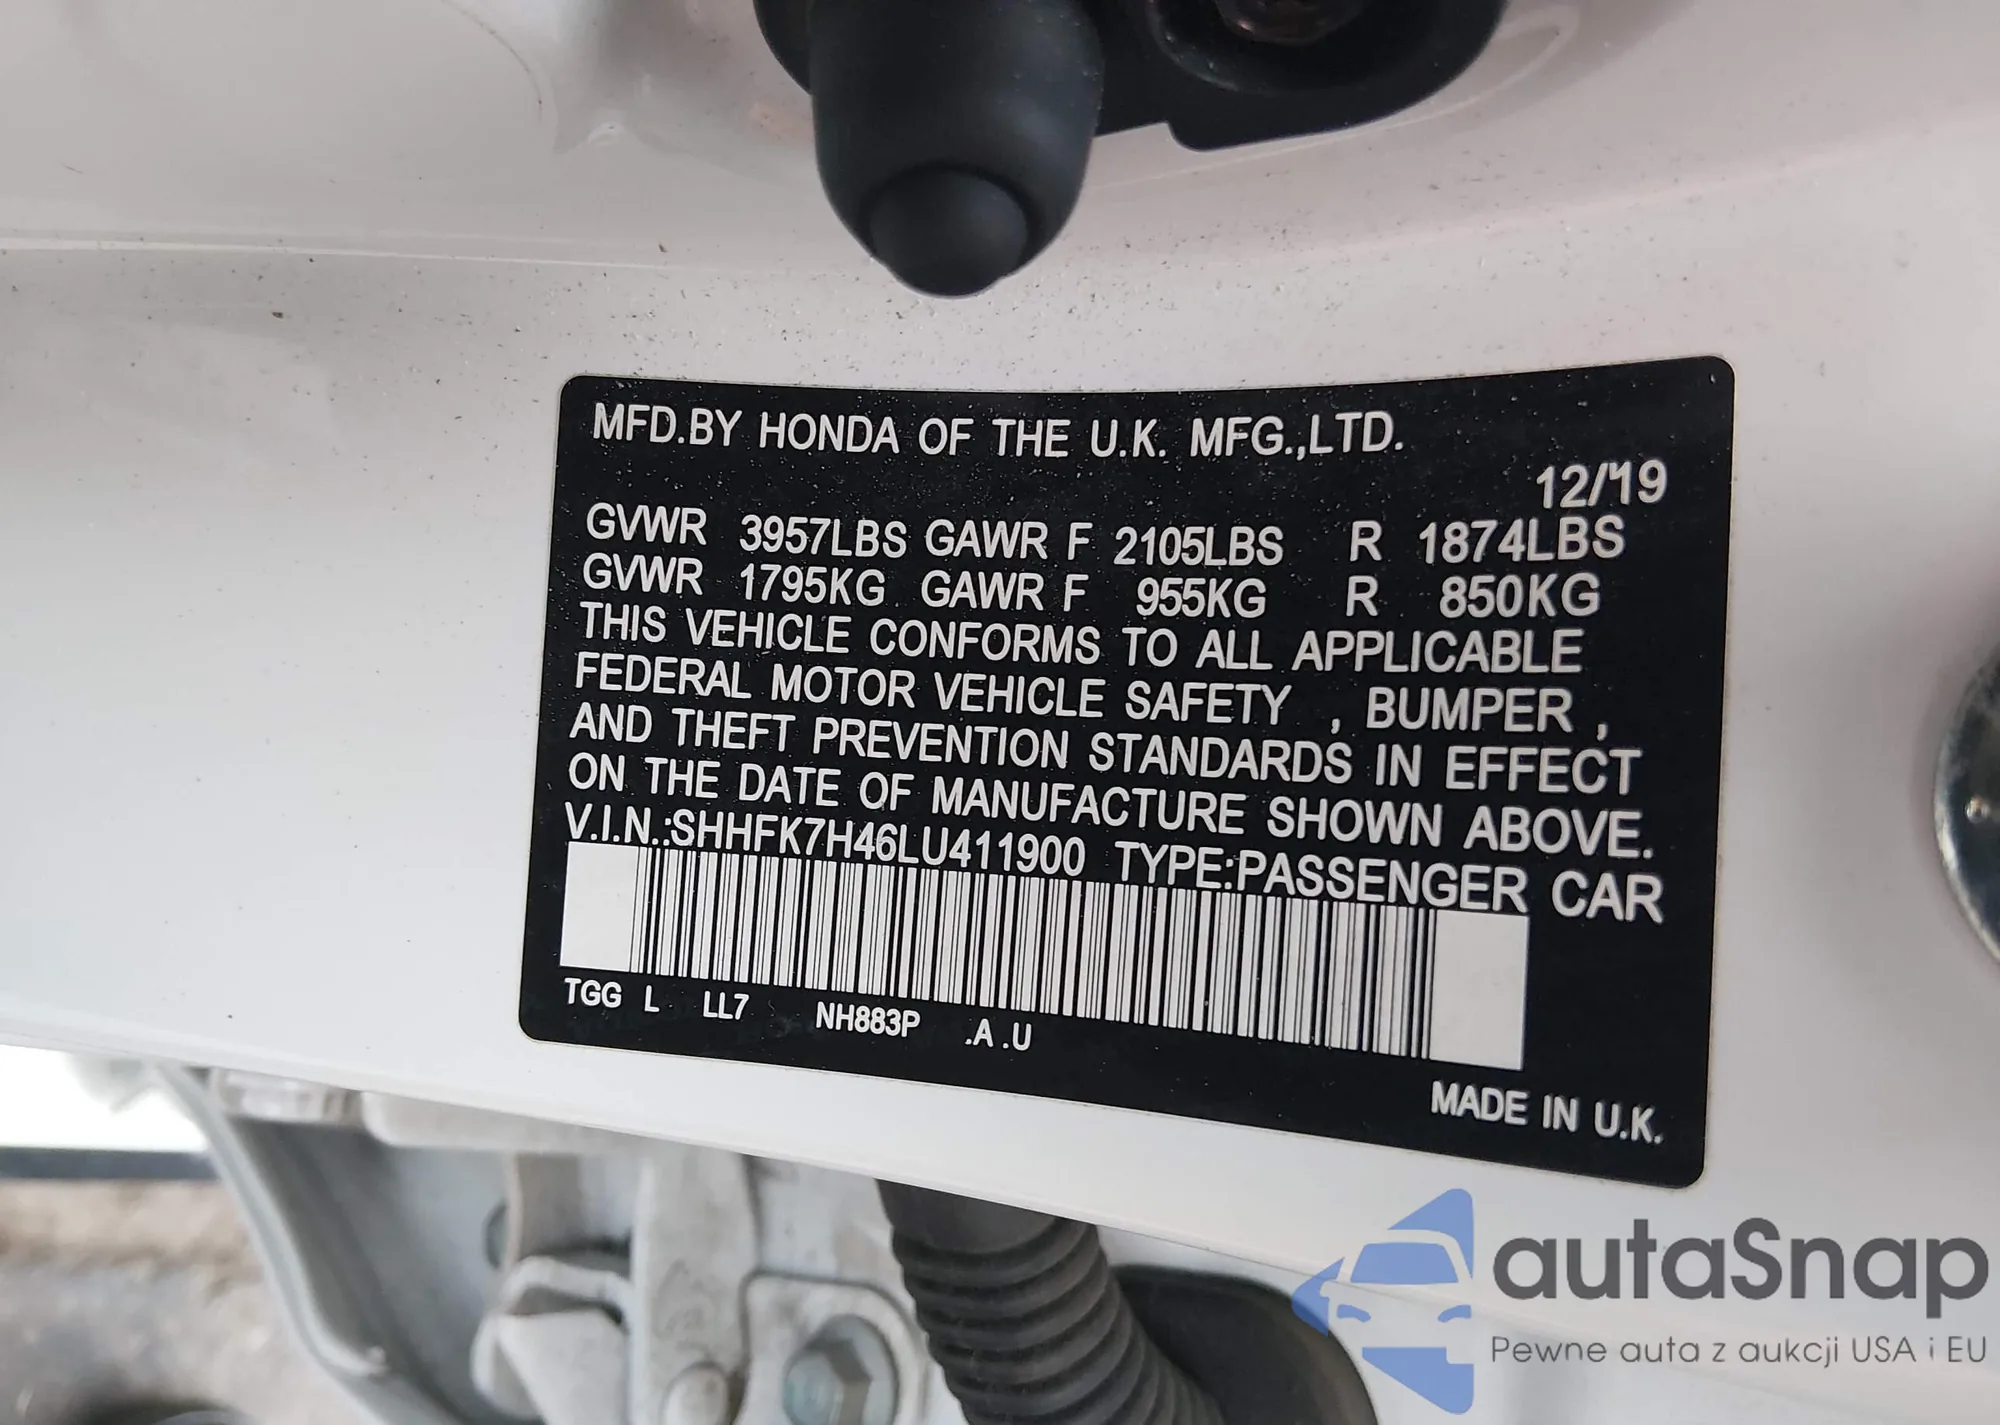 MFD.BY HONDA OF THE U.K. MFG.,LTD.
12/19
GVWR 3957LBS GAWR F 2105LBS R 1874LBS
GVWR 1795KG GAWR F 955KG R 850KG
THIS VEHICLE CONFORMS TO ALL APPLICABLE
FEDERAL MOTOR VEHICLE SAFETY , BUMPER ,
AND THEFT PREVENTION STANDARDS IN EFFECT
ON THE DATE OF MANUFACTURE SHOWN ABOVE.
V.I.N.:SHHFK7H46LU411900 TYPE:PASSENGER CAR
TGG L LL7 NH883P .A .U
MADE IN U.K.
autaSnap
Pewne auta z aukcji USA i EU